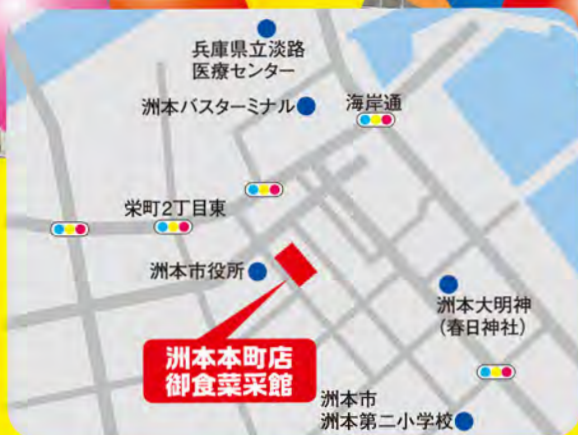 兵庫県立淡路
医療センター
洲本バスターミナル
海岸通
栄町2丁目東
洲本市役所
洲本大明神
(春日神社)
洲本本町店
御食菜采館
洲本市
洲本第二小学校